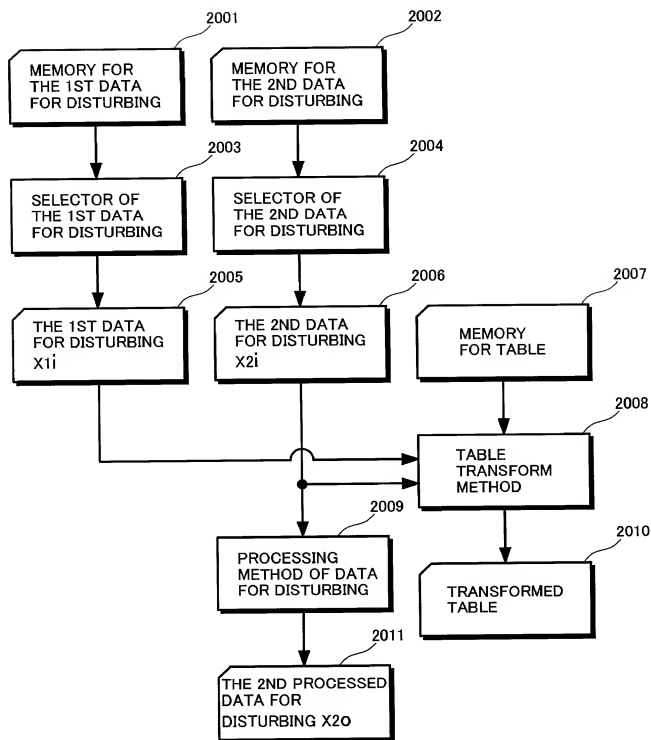 2001
MEMORY FOR
THE 1ST DATA
FOR DISTURBING
2002
MEMORY FOR
THE 2ND DATA
FOR DISTURBING
2003
SELECTOR OF
THE 1ST DATA
FOR DISTURBING
2004
SELECTOR OF
THE 2ND DATA
FOR DISTURBING
2005
THE 1ST DATA
FOR DISTURBING
X1i
2006
THE 2ND DATA
FOR DISTURBING
X2i
2007
MEMORY
FOR TABLE
2008
TABLE
TRANSFORM
METHOD
2009
PROCESSING
METHOD OF DATA
FOR DISTURBING
2010
TRANSFORMED
TABLE
2011
THE 2ND PROCESSED
DATA FOR
DISTURBING X2o